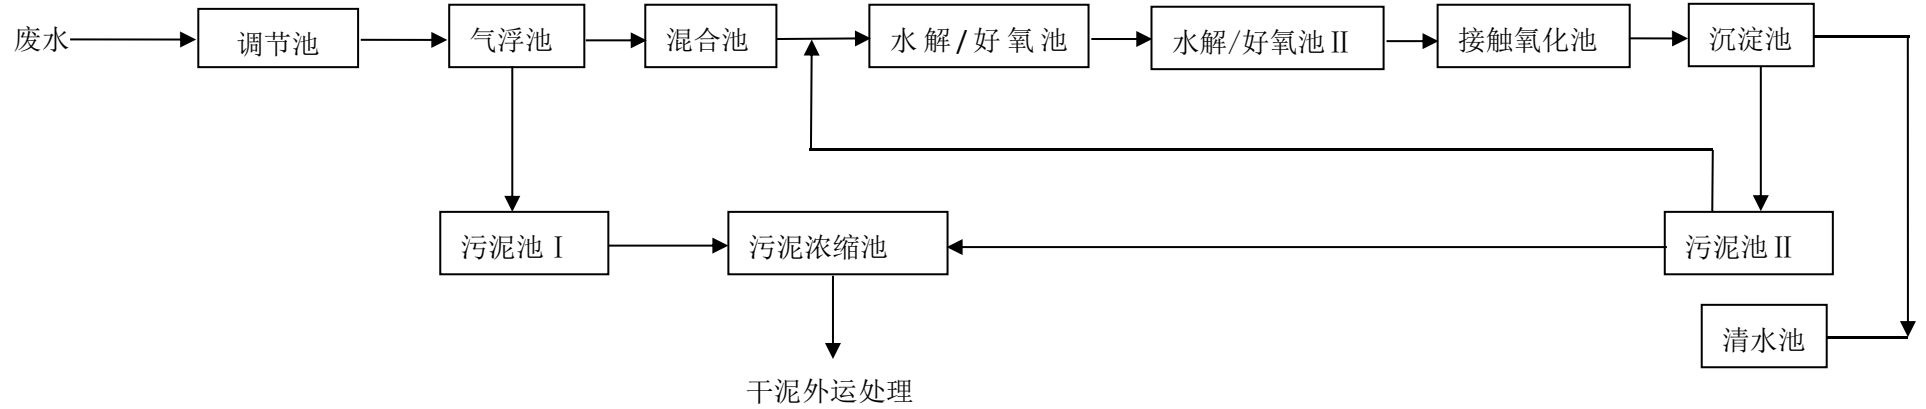 废水
调节池
气浮池
混合池
水解/好氧池
水解/好氧池Ⅱ
接触氧化池
沉淀池
污泥池Ⅰ
污泥浓缩池
污泥池Ⅱ
清水池
干泥外运处理